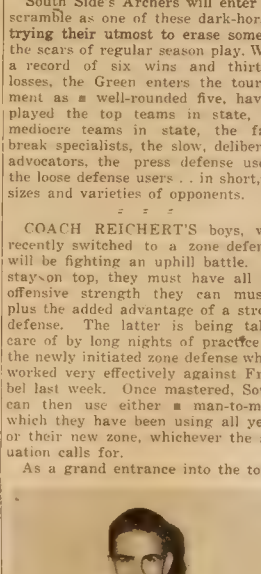 South Side's Archers will enter
scramble as one of these dark-hor
trying their utmost to erase some
the scars of regular season play. W
a record of six wins and thirt
losses, the Green enters the tour
ment as a well-rounded five, hav
played the top teams in state,
mediocre teams in state, the f
break specialists, the slow, deliber
advocators, the press defense us
the loose defense users . . in short,
sizes and varieties of opponents.
COACH REICHERT'S boys, w
recently switched to a zone defen
will be fighting an uphill battle.
stay on top, they must have all
offensive strength they can mus
plus the added advantage of a str
defense. The latter is being tak
care of by long nights of practice
the newly initiated zone defense wh
worked very effectively against Fr
bel last week. Once mastered, So
can then use either a man-to-m
which they have been using all ye
or their new zone, whichever the
uation calls for.
As a grand entrance into the to